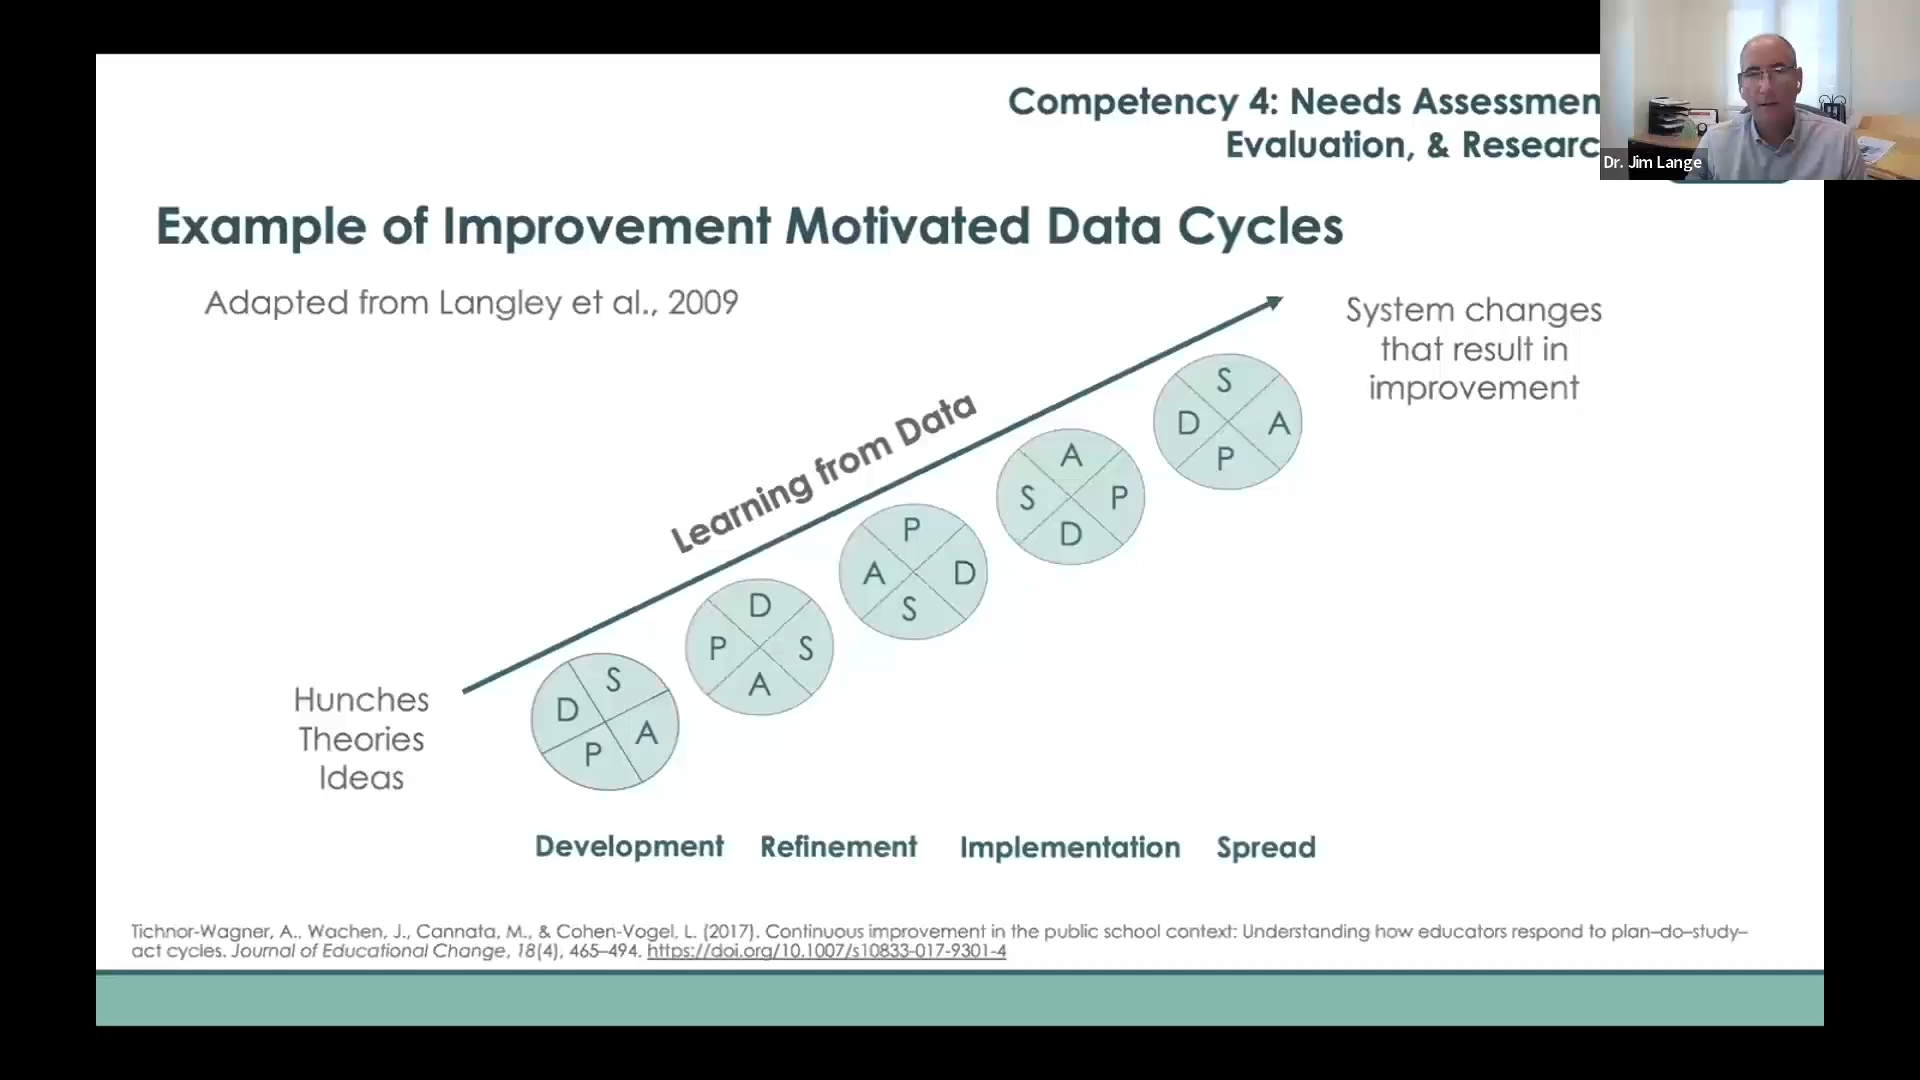 Competency 4: Needs Assessmen
Evaluation, & Researc
Dr. Jim Lange
Example of Improvement Motivated Data Cycles
Adapted from Langley et al., 2009
System changes
that result in
improvement
Learning from Data
S
D A
P
A
S P
D
P
A D
S
D
P S
A
S
D A
P
Hunches
Theories
Ideas
Development Refinement Implementation Spread
Tichnor-Wagner, A., Wachen, J., Cannata, M., & Cohen-Vogel, L. (2017). Continuous improvement in the public school context: Understanding how educators respond to plan–do–study–
act cycles. Journal of Educational Change, 18(4), 465–494. https://doi.org/10.1007/s10833-017-9301-4